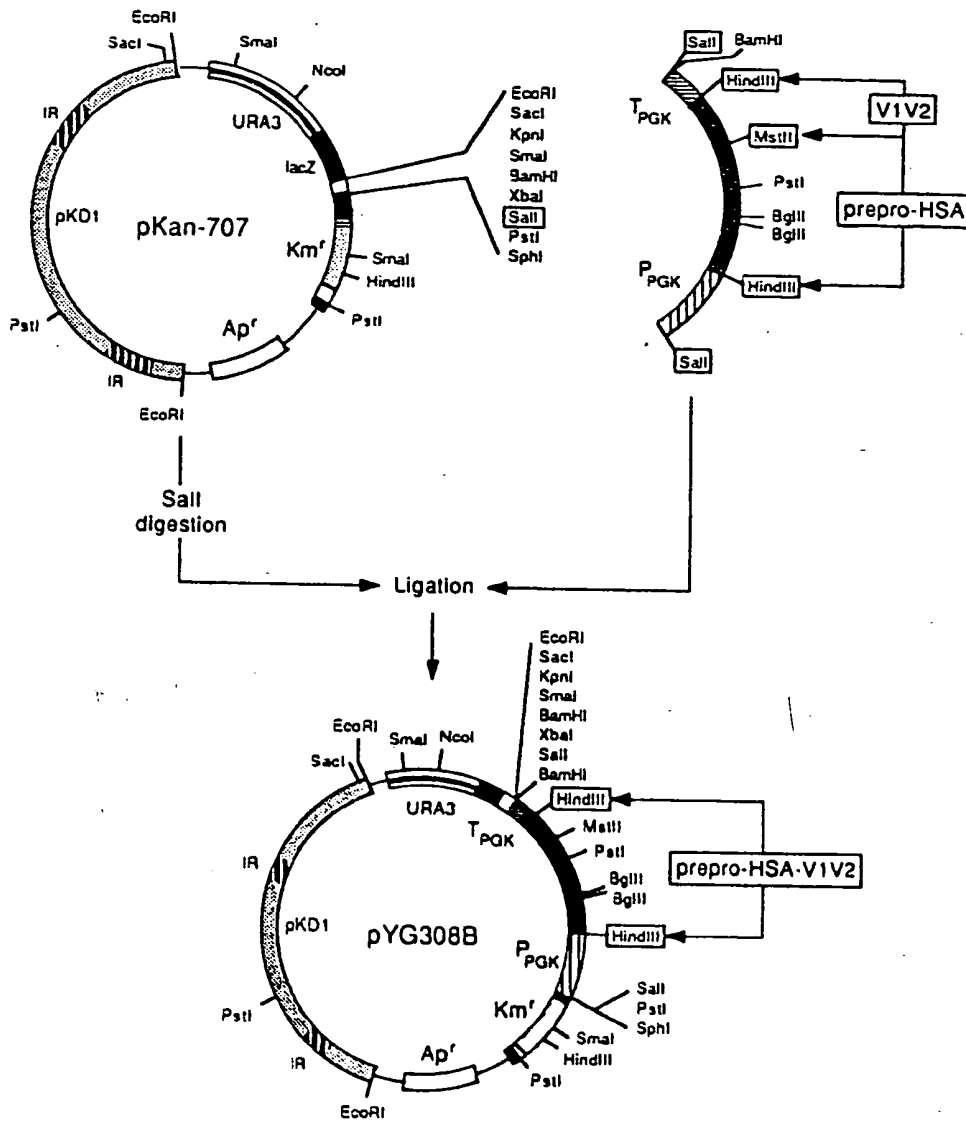 EcoRI
SacI
SmaI
NcoI
IR
URA3
lacZ
pKD1
pKan-707
Km^r
SmaI
HindIII
PstI
PstI
Ap^r
IR
EcoRI
EcoRI
SacI
KpnI
SmaI
BamHI
XbaI
SalI
PstI
SphI
SalI
BamHI
HindIII
T PGK
V1V2
MstII
PstI
prepro-HSA
BglII
BglII
P PGK
HindIII
SalI
SalI
digestion
Ligation
EcoRI
SacI
KpnI
SmaI
BamHI
XbaI
SalI
BamHI
EcoRI
SacI
SmaI
NcoI
URA3
T PGK
HindIII
MstII
PstI
prepro-HSA-V1V2
BglII
BglII
IR
pKD1
pYG308B
HindIII
P PGK
SalI
PstI
SphI
Km^r
SmaI
HindIII
PstI
PstI
IR
Ap^r
EcoRI